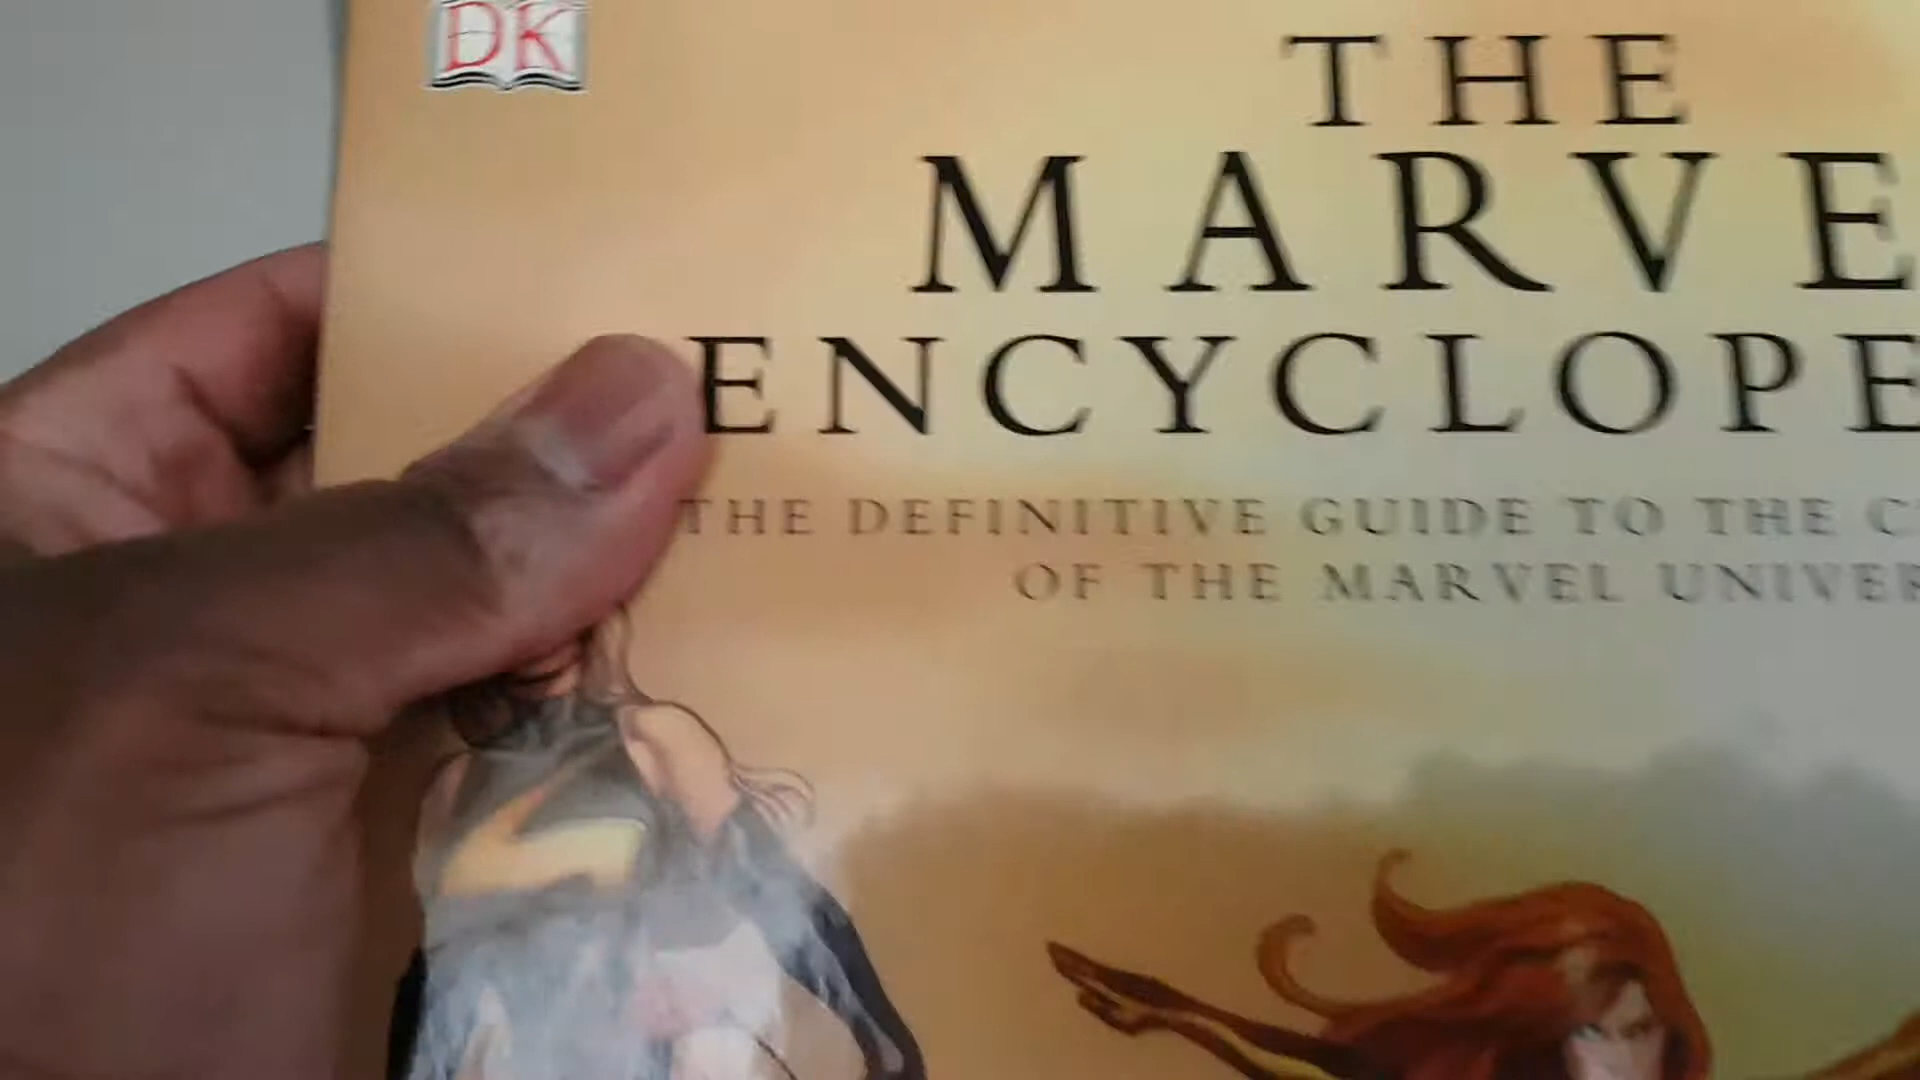 DK
THE
MARVE
ENCYCLOPE
THE DEFINITIVE GUIDE TO THE C
OF THE MARVEL UNIVER